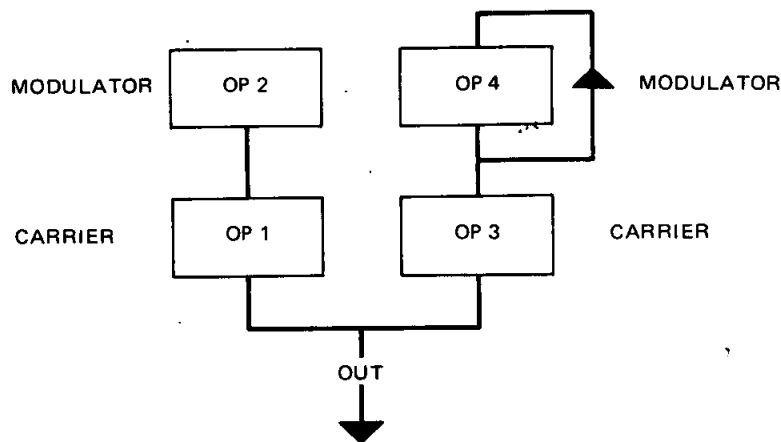 MODULATOR OP 2 OP 4 MODULATOR
CARRIER OP 1 OP 3 CARRIER
OUT